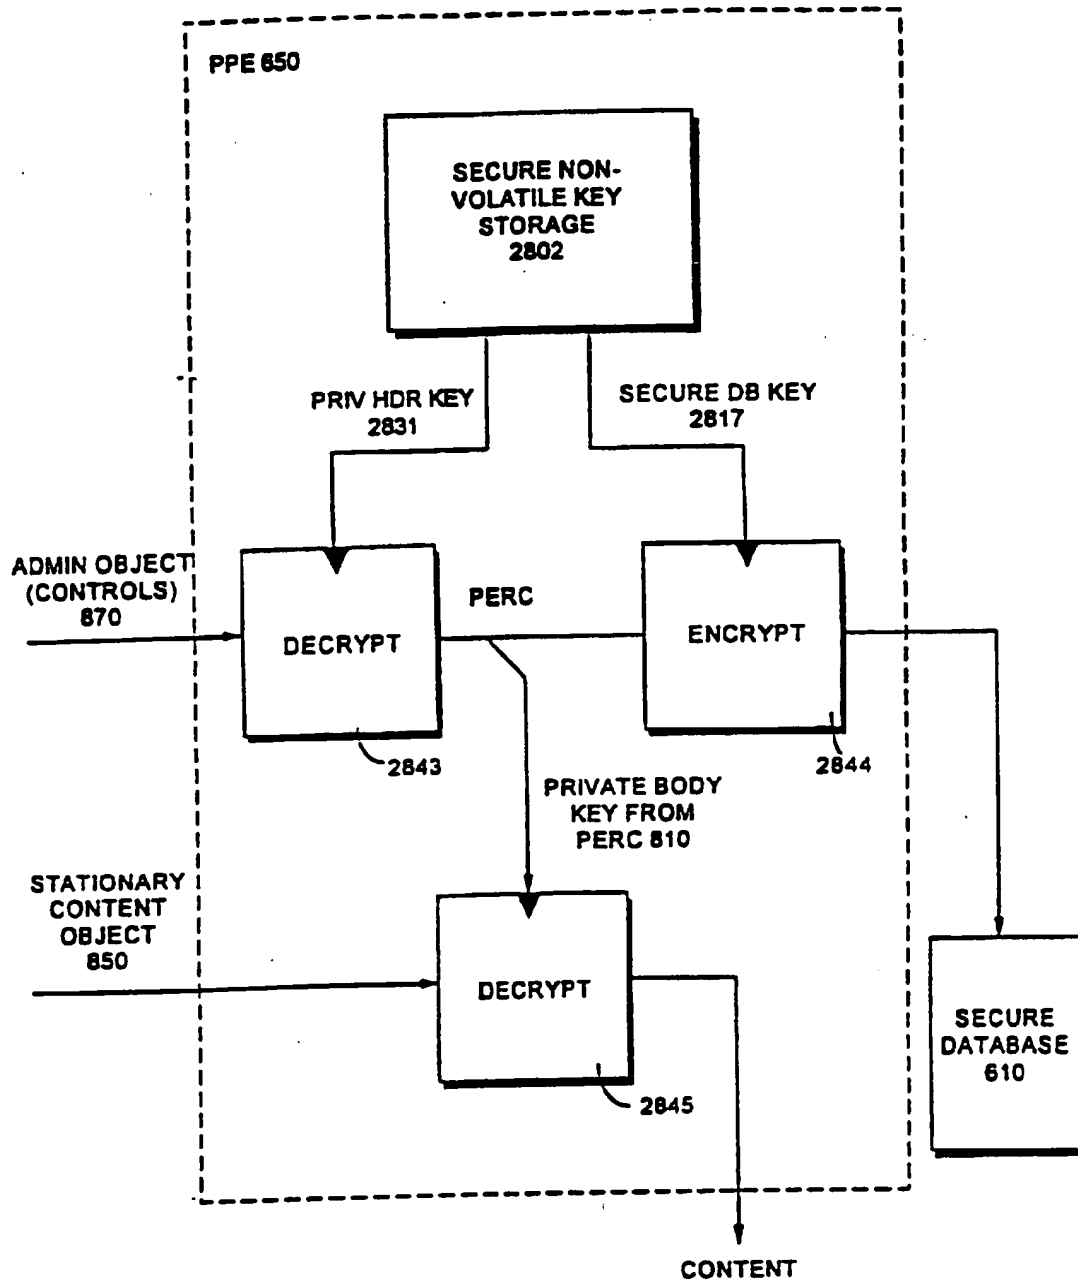 PPE 650
SECURE NON-
VOLATILE KEY
STORAGE
2802
PRIV HDR KEY
2831
SECURE DB KEY
2817
ADMIN OBJECT
(CONTROLS)
870
DECRYPT
PERC
ENCRYPT
2843
2844
PRIVATE BODY
KEY FROM
PERC 810
STATIONARY
CONTENT
OBJECT
850
DECRYPT
2845
SECURE
DATABASE
610
CONTENT